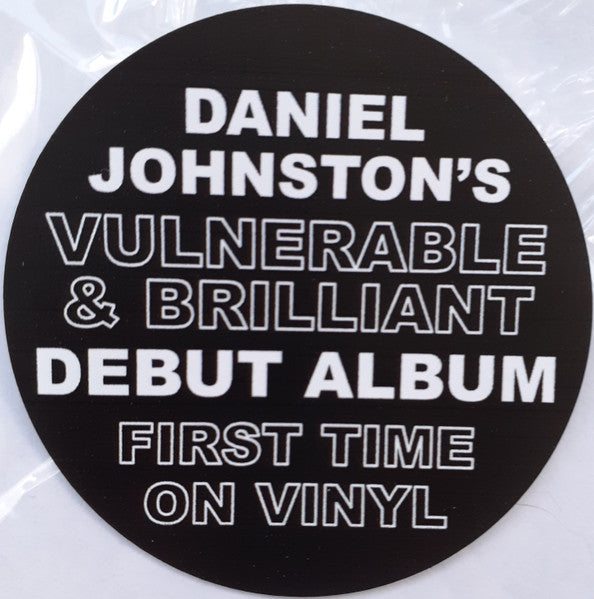 DANIEL
JOHNSTON'S
VULNERABLE
& BRILLIANT
DEBUT ALBUM
FIRST TIME
ON VINYL